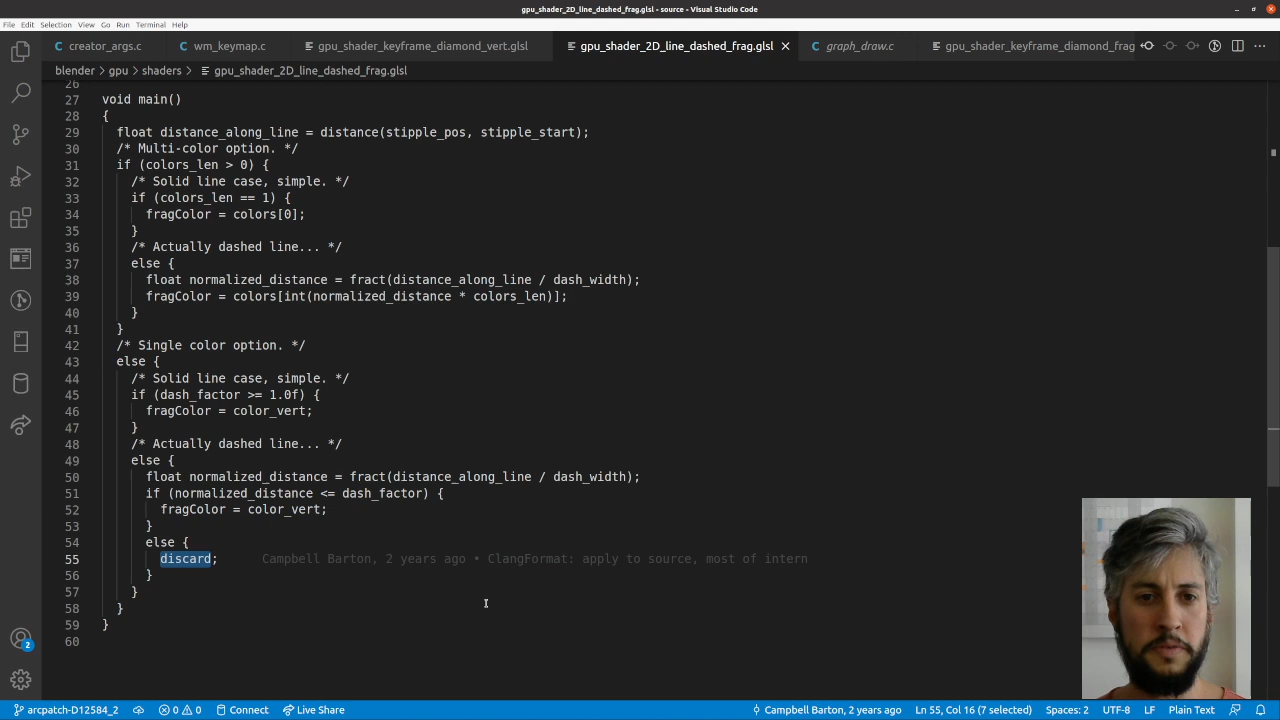 gpu_shader_2D_line_dashed_frag.glsl - source - Visual Studio Code
File Edit Selection View Go Run Terminal Help
C creator_args.c C wm_keymap.c gpu_shader_keyframe_diamond_vert.glsl gpu_shader_2D_line_dashed_frag.glsl C graph_draw.c gpu_shader_keyframe_diamond_frag
blender > gpu > shaders > gpu_shader_2D_line_dashed_frag.glsl
26
27 void main()
28 {
29 float distance_along_line = distance(stipple_pos, stipple_start);
30 /* Multi-color option. */
31 if (colors_len > 0) {
32 /* Solid line case, simple. */
33 if (colors_len == 1) {
34 fragColor = colors[0];
35 }
36 /* Actually dashed line... */
37 else {
38 float normalized_distance = fract(distance_along_line / dash_width);
39 fragColor = colors[int(normalized_distance * colors_len)];
40 }
41 }
42 /* Single color option. */
43 else {
44 /* Solid line case, simple. */
45 if (dash_factor >= 1.0f) {
46 fragColor = color_vert;
47 }
48 /* Actually dashed line... */
49 else {
50 float normalized_distance = fract(distance_along_line / dash_width);
51 if (normalized_distance <= dash_factor) {
52 fragColor = color_vert;
53 }
54 else {
55 discard; Campbell Barton, 2 years ago • ClangFormat: apply to source, most of intern
56 }
57 }
58 }
59 }
60
2
arcpatch-D12584_2 0 0 Connect Live Share Campbell Barton, 2 years ago Ln 55, Col 16 (7 selected) Spaces: 2 UTF-8 LF Plain Text